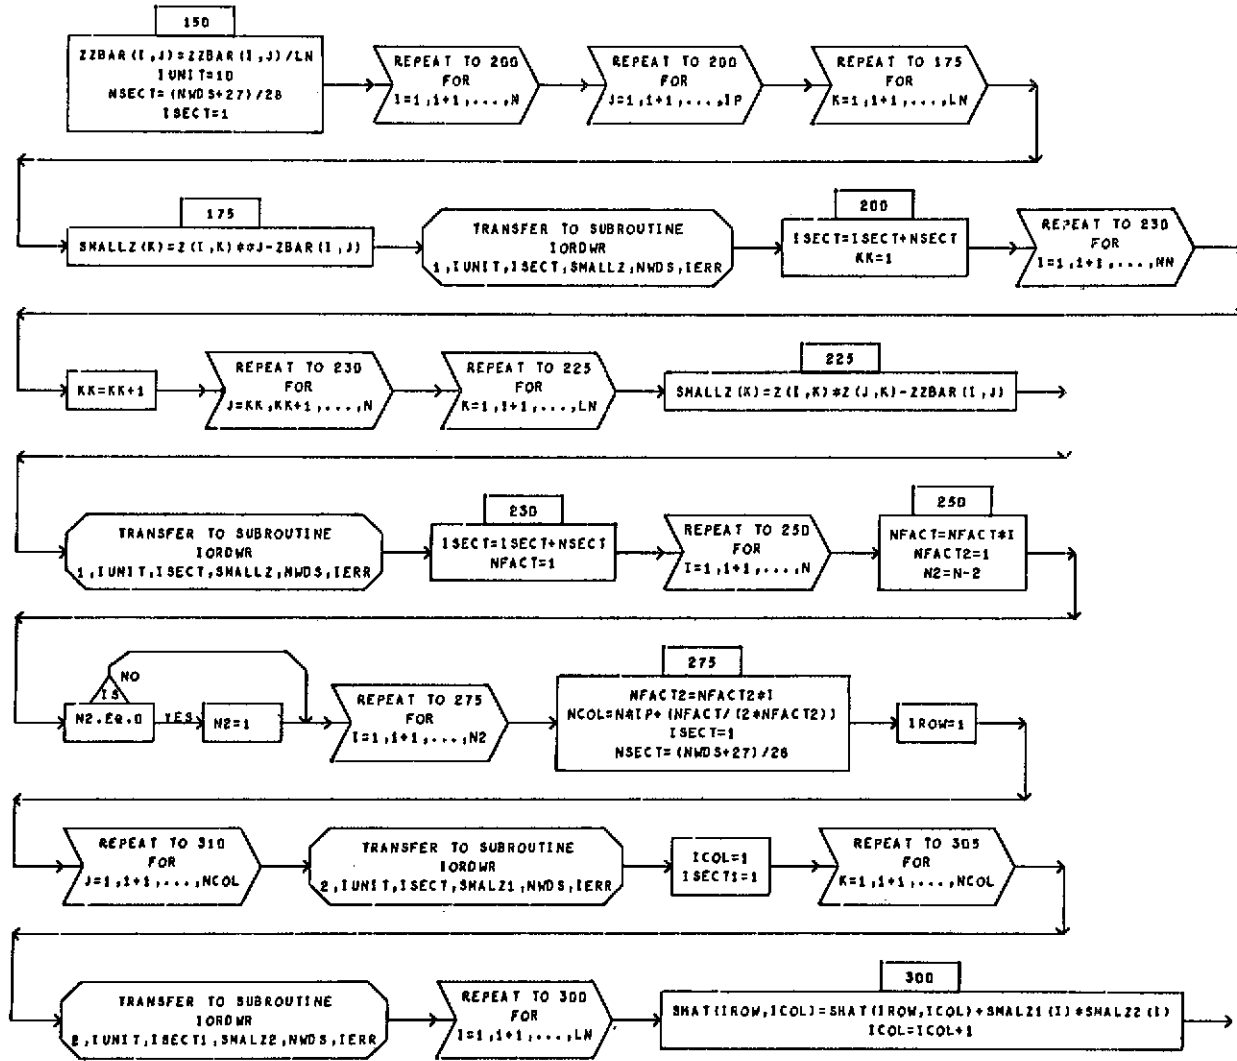 150
ZZBAR(I,J)=ZZBAR(I,J)/LN
IUNIT=10
NSECT=(NWDS+27)/28
ISECT=1
REPEAT TO 200
FOR
I=1,1+1,...,N
REPEAT TO 200
FOR
J=1,1+1,...,IP
REPEAT TO 175
FOR
K=1,1+1,...,LN
175
SMALLZ(K)=Z(I,K)**J-ZBAR(I,J)
TRANSFER TO SUBROUTINE
IORDWR
1,IUNIT,ISECT,SMALLZ,NWDS,IERR
200
ISECT=ISECT+NSECT
KK=1
REPEAT TO 230
FOR
I=1,1+1,...,NN
KK=KK+1
REPEAT TO 230
FOR
J=KK,KK+1,...,N
REPEAT TO 225
FOR
K=1,1+1,...,LN
225
SMALLZ(K)=Z(I,K)*Z(J,K)-ZZBAR(I,J)
TRANSFER TO SUBROUTINE
IORDWR
1,IUNIT,ISECT,SMALLZ,NWDS,IERR
230
ISECT=ISECT+NSECT
NFACT=1
REPEAT TO 250
FOR
I=1,1+1,...,N
250
NFACT=NFACT*I
NFACT2=1
N2=N-2
NO
IS
N2.EQ.0
YES
N2=1
REPEAT TO 275
FOR
I=1,1+1,...,N2
275
NFACT2=NFACT2*I
NCOL=N*IP+(NFACT/(2*NFACT2))
ISECT=1
NSECT=(NWDS+27)/28
IROW=1
REPEAT TO 310
FOR
J=1,1+1,...,NCOL
TRANSFER TO SUBROUTINE
IORDWR
2,IUNIT,ISECT,SMALZ1,NWDS,IERR
ICOL=1
ISECT1=1
REPEAT TO 305
FOR
K=1,1+1,...,NCOL
TRANSFER TO SUBROUTINE
IORDWR
2,IUNIT,ISECT1,SMALZ2,NWDS,IERR
REPEAT TO 300
FOR
I=1,1+1,...,LN
300
SHAT(IROW,ICOL)=SHAT(IROW,ICOL)+SMALZ1(I)*SMALZ2(I)
ICOL=ICOL+1